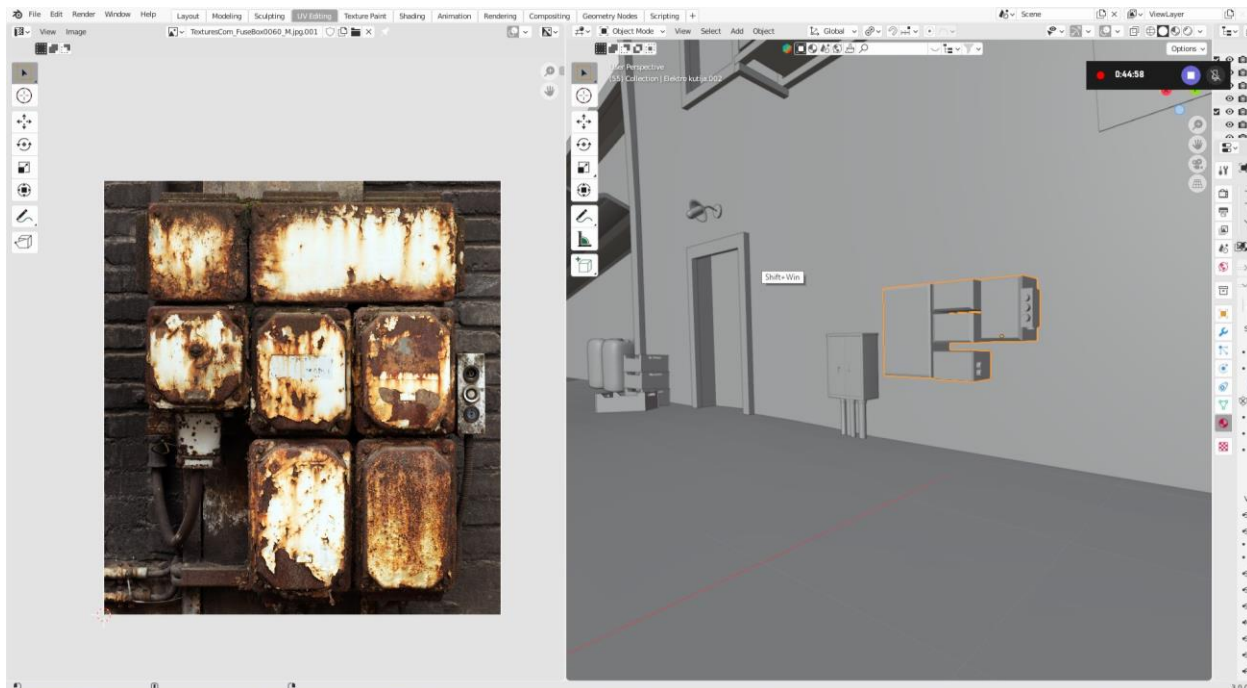 File Edit Render Window Help Layout Modeling Sculpting UV Editing Texture Paint Shading Animation Rendering Compositing Geometry Nodes Scripting + Scene ViewLayer
View Image TexturesCom_FuseBox0060_M.jpg.001 Object Mode View Select Add Object Global
Options
User Perspective
(55) Collection | Elektro kutija.002
0:44:58
Shift+Win